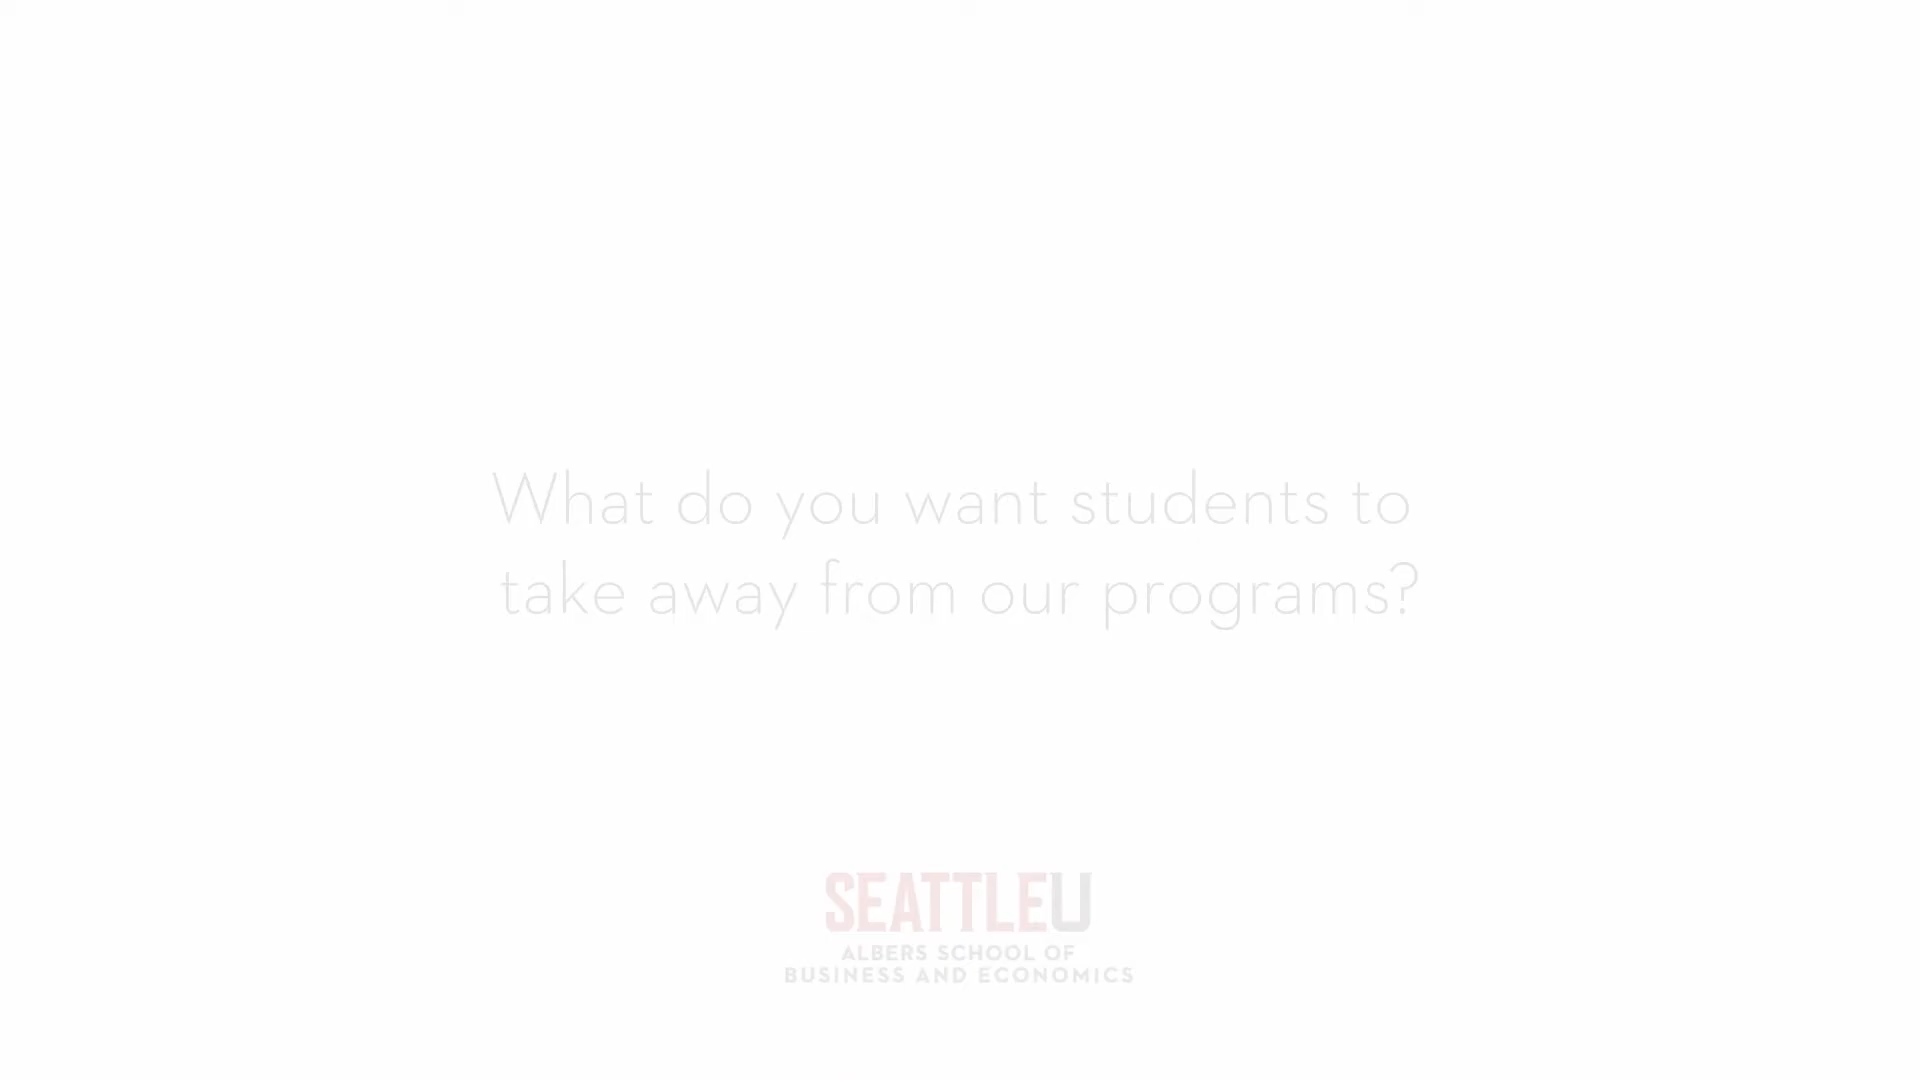 What do you want students to
take away from our programs?
SEATTLEU
ALBERS SCHOOL OF
BUSINESS AND ECONOMICS